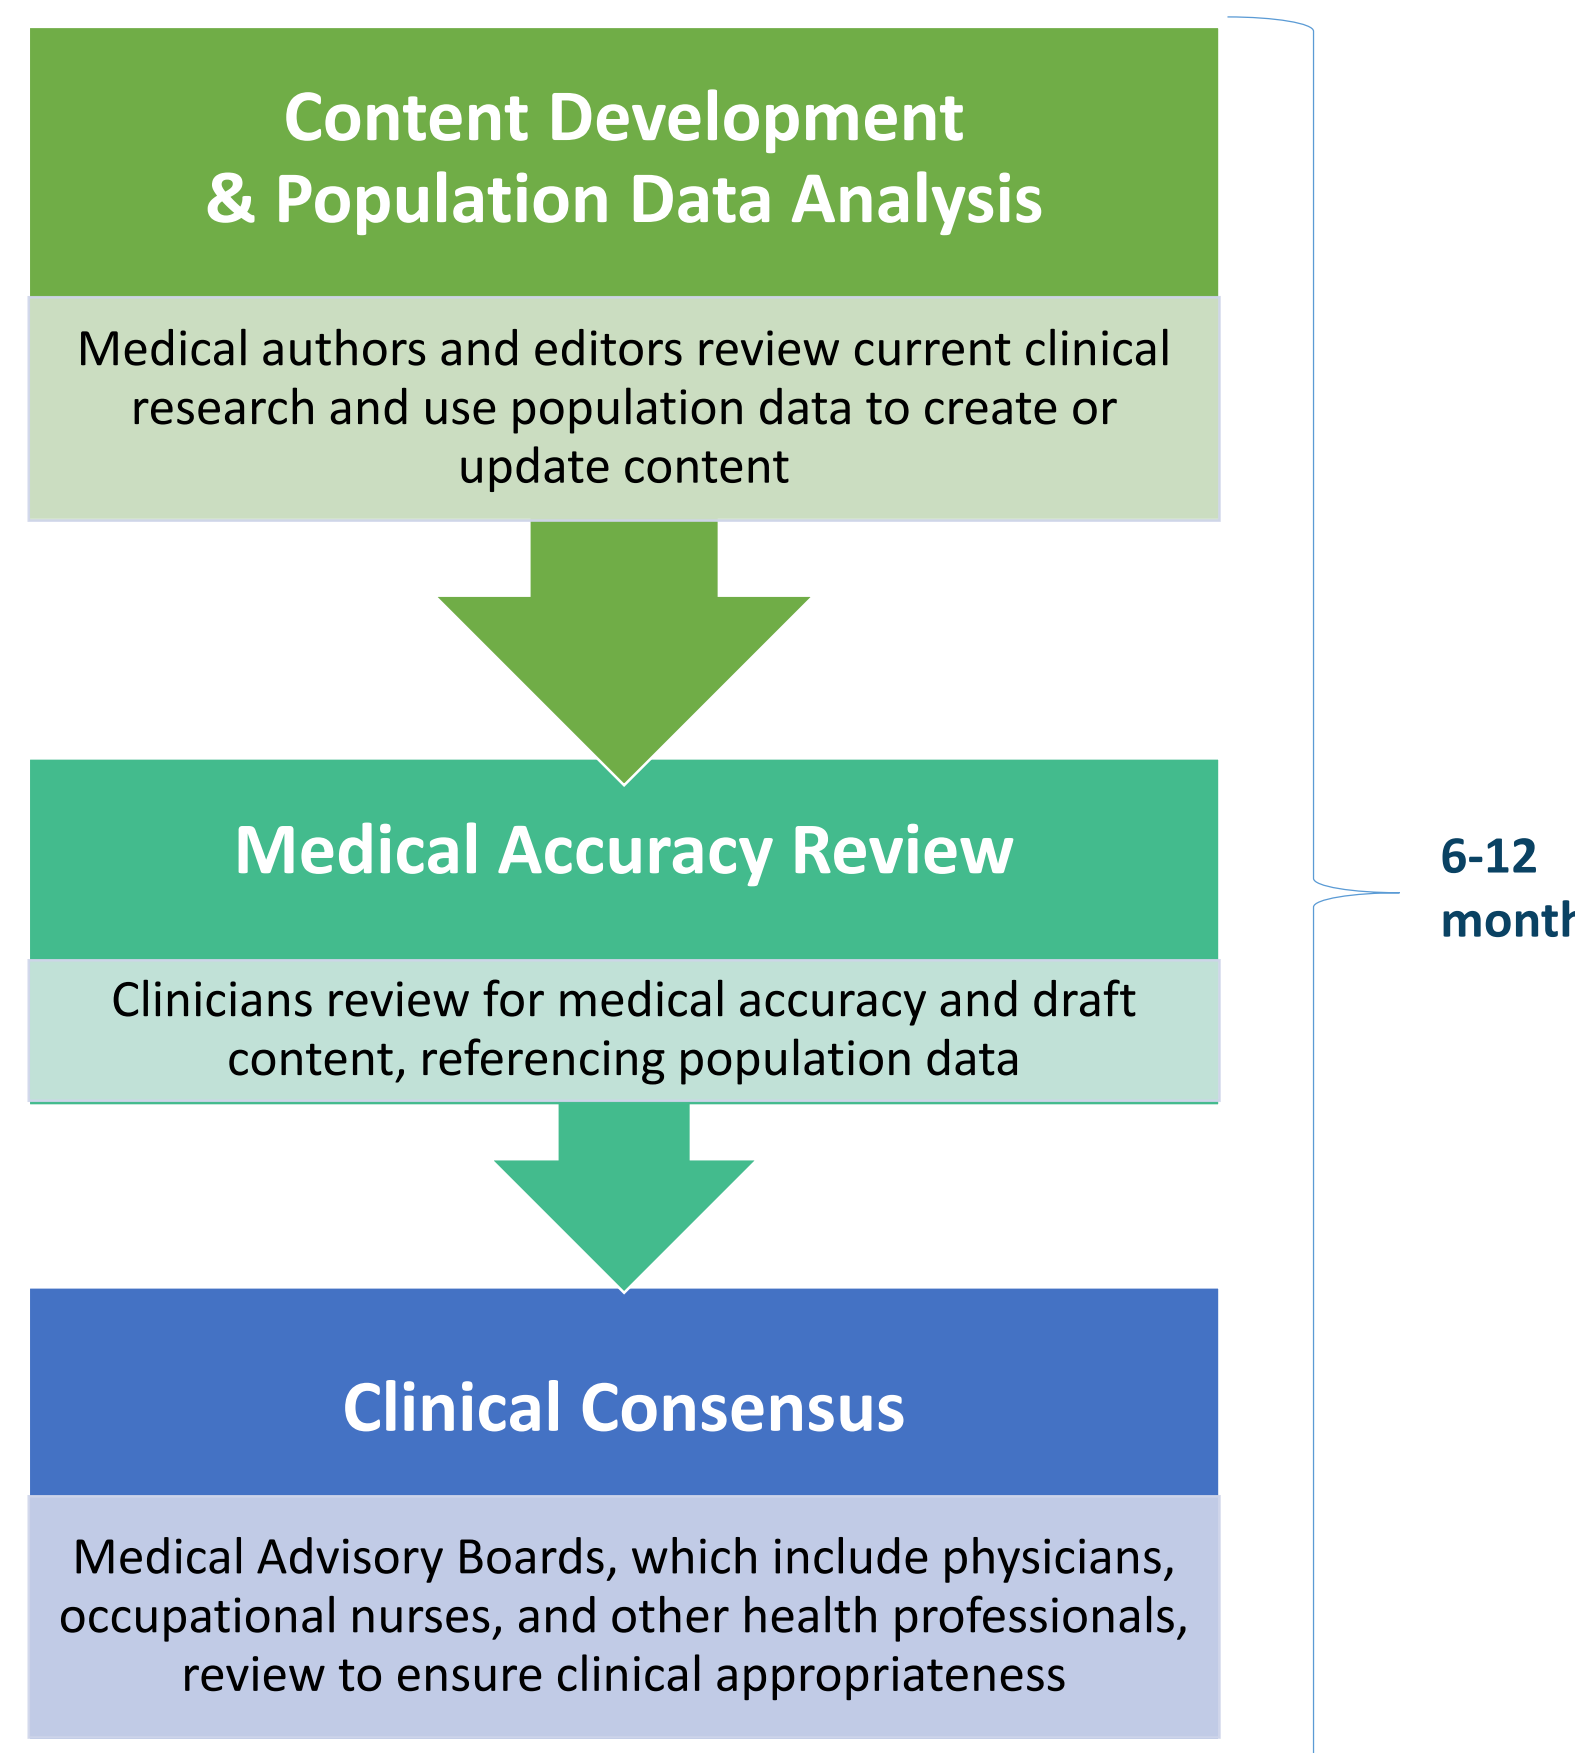 Content Development
& Population Data Analysis
Medical authors and editors review current clinical
research and use population data to create or
update content
Medical Accuracy Review
Clinicians review for medical accuracy and draft
content, referencing population data
6-12
month
Clinical Consensus
Medical Advisory Boards, which include physicians,
occupational nurses, and other health professionals,
review to ensure clinical appropriateness